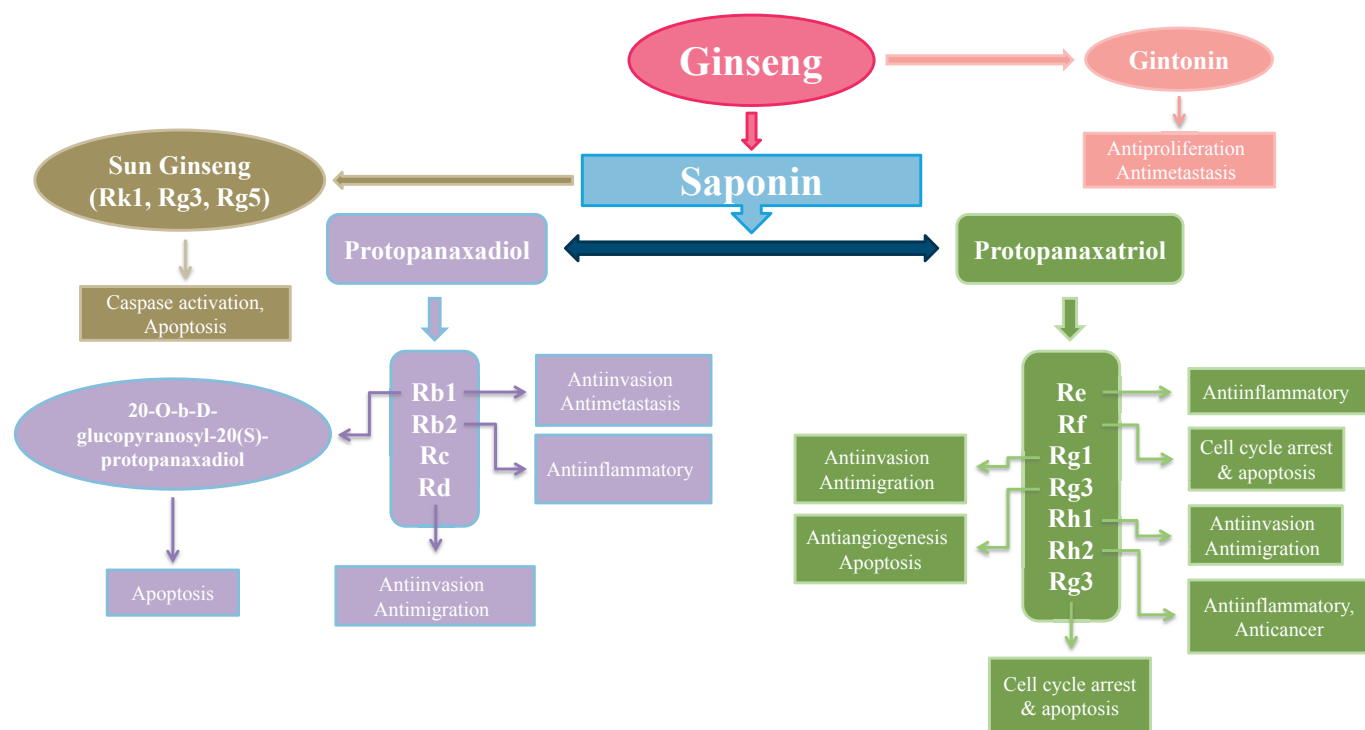 Ginseng
Gintonin
Antiproliferation
Antimetastasis
Saponin
Sun Ginseng
(Rk1, Rg3, Rg5)
Caspase activation,
Apoptosis
Protopanaxadiol
Protopanaxatriol
Rb1
Rb2
Rc
Rd
Antiinvasion
Antimetastasis
Antiinflammatory
20-O-b-D-
glucopyranosyl-20(S)-
protopanaxadiol
Apoptosis
Antiinvasion
Antimigration
Re
Rf
Rg1
Rg3
Rh1
Rh2
Rg3
Antiinflammatory
Cell cycle arrest
& apoptosis
Antiinvasion
Antimigration
Antiangiogenesis
Apoptosis
Antiinvasion
Antimigration
Antiinflammatory,
Anticancer
Cell cycle arrest
& apoptosis